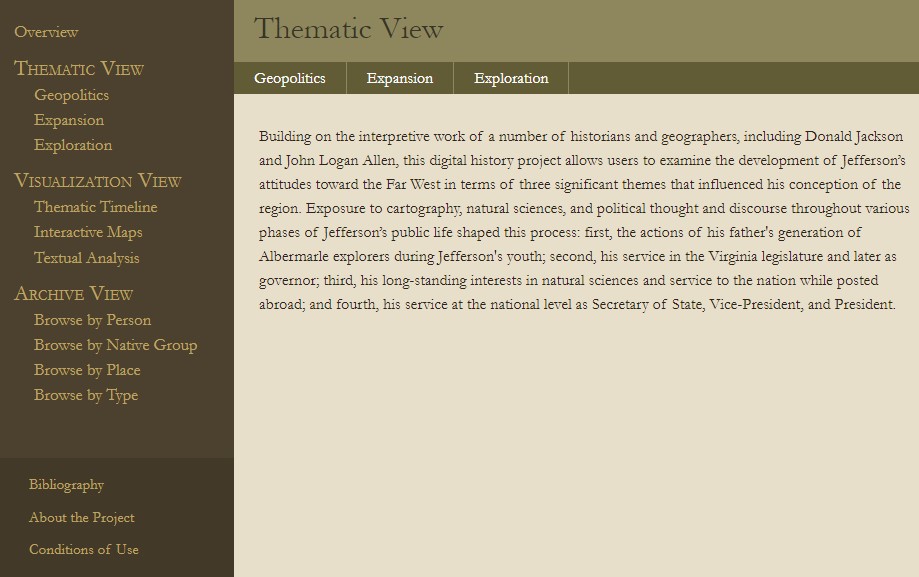 Overview
Thematic View
Geopolitics
Expansion
Exploration
Visualization View
Thematic Timeline
Interactive Maps
Textual Analysis
Archive View
Browse by Person
Browse by Native Group
Browse by Place
Browse by Type
Bibliography
About the Project
Conditions of Use
Thematic View
Geopolitics Expansion Exploration
Building on the interpretive work of a number of historians and geographers, including Donald Jackson
and John Logan Allen, this digital history project allows users to examine the development of Jefferson’s
attitudes toward the Far West in terms of three significant themes that influenced his conception of the
region. Exposure to cartography, natural sciences, and political thought and discourse throughout various
phases of Jefferson’s public life shaped this process: first, the actions of his father's generation of
Albermarle explorers during Jefferson's youth; second, his service in the Virginia legislature and later as
governor; third, his long-standing interests in natural sciences and service to the nation while posted
abroad; and fourth, his service at the national level as Secretary of State, Vice-President, and President.